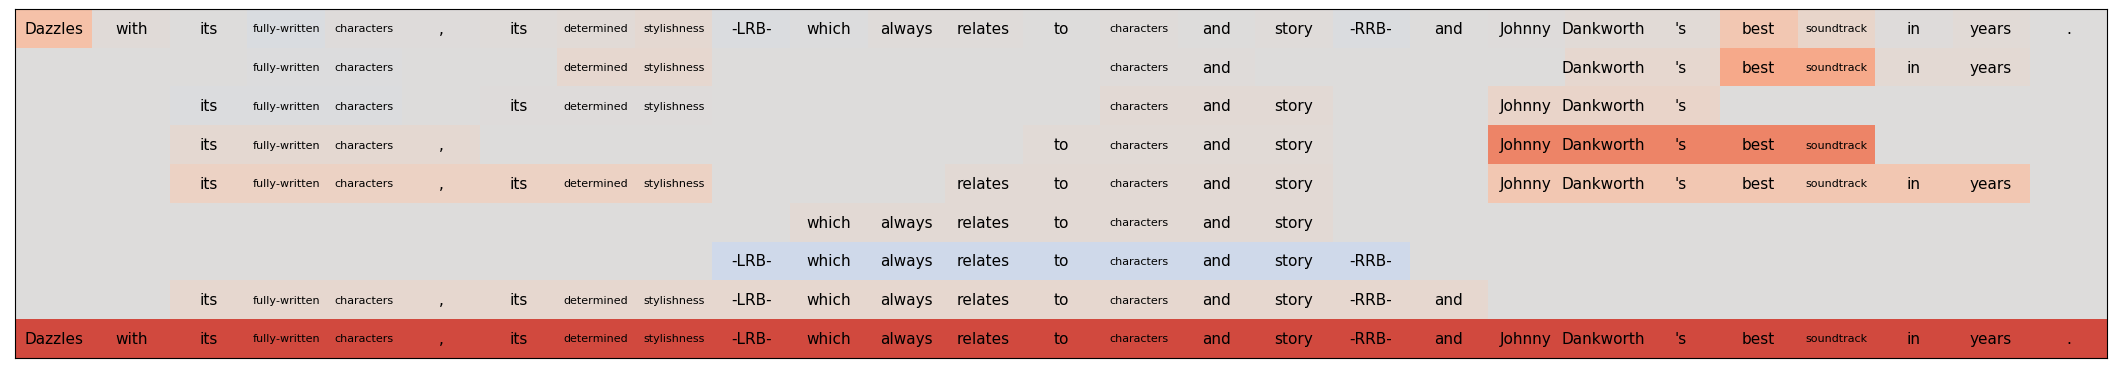 Dazzles with its fully-written characters , its determined stylishness -LRB- which always relates to characters and story -RRB- and Johnny Dankworth 's best soundtrack in years .
fully-written characters determined stylishness characters and Dankworth 's best soundtrack in years
its fully-written characters its determined stylishness characters and story Johnny Dankworth 's
its fully-written characters , to characters and story Johnny Dankworth 's best soundtrack
its fully-written characters , its determined stylishness relates to characters and story Johnny Dankworth 's best soundtrack in years
which always relates to characters and story
-LRB- which always relates to characters and story -RRB-
its fully-written characters , its determined stylishness -LRB- which always relates to characters and story -RRB- and
Dazzles with its fully-written characters , its determined stylishness -LRB- which always relates to characters and story -RRB- and Johnny Dankworth 's best soundtrack in years .